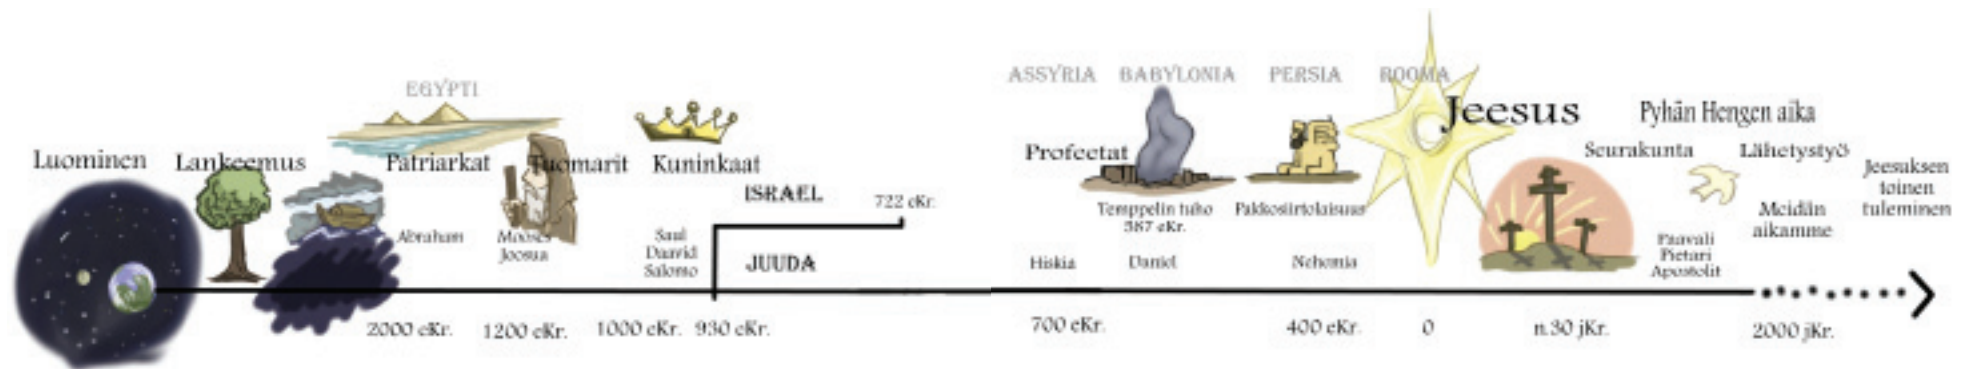 EGYPTI
ASSYRIA
BABYLONIA
PERSIA
ROOMA
Luominen
Lankeemus
Patriarkat
Tuomarit
Kuninkaat
Profeetat
Jeesus
Pyhän Hengen aika
Seurakunta
Lähetystyö
Jeesuksen
toinen
tuleminen
ISRAEL
722 eKr.
JUUDA
Abraham
Mooses
Joosua
Saul
Daavid
Salomo
Temppelin tuho
587 eKr.
Pakkosiirtolaisuus
Meidän
aikamme
Hiskia
Daniel
Nehemia
Paavali
Pietari
Apostolit
2000 eKr.
1200 eKr.
1000 eKr.
930 eKr.
700 eKr.
400 eKr.
0
n.30 jKr.
2000 jKr.